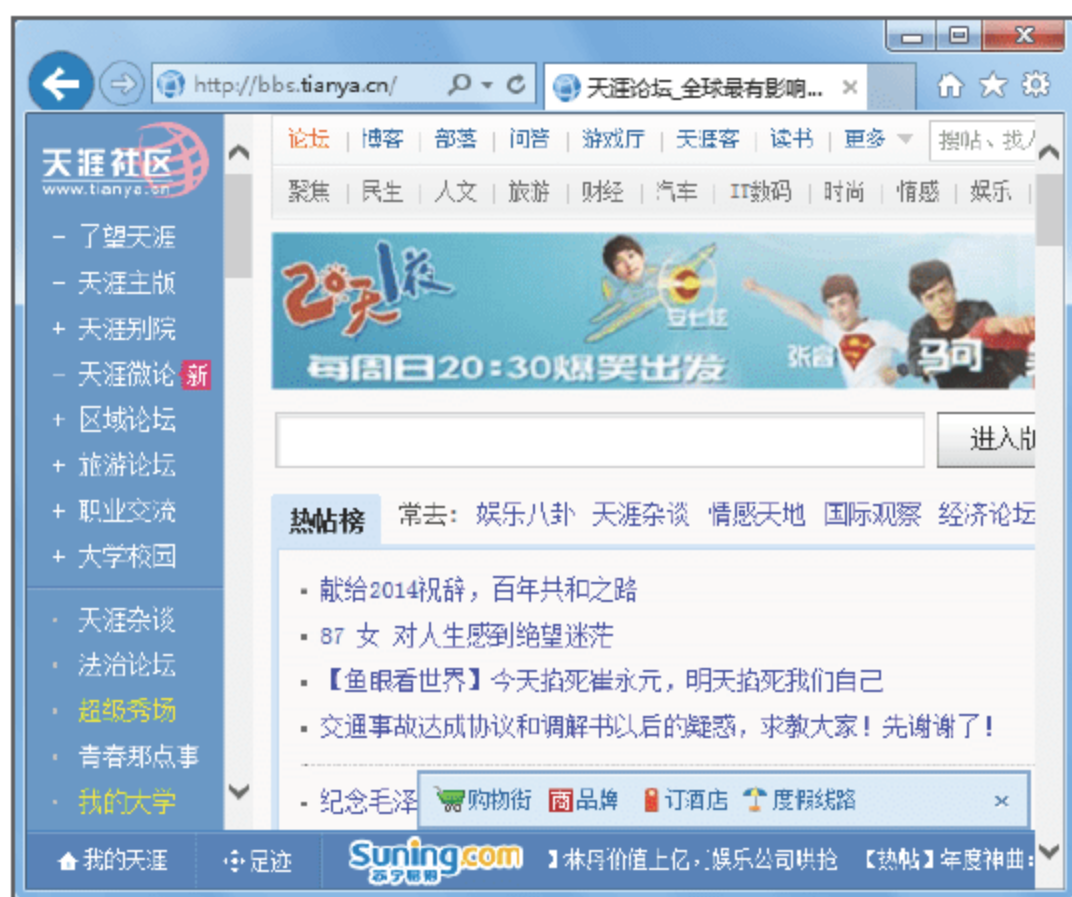 http://bbs.tianya.cn/ 天涯论坛_全球最有影响...
天涯社区
www.tianya.cn
- 了望天涯
- 天涯主版
+ 天涯别院
- 天涯微论 新
+ 区域论坛
+ 旅游论坛
+ 职业交流
+ 大学校园
· 天涯杂谈
· 法治论坛
· 超级秀场
· 青春那点事
· 我的大学
论坛 | 博客 | 部落 | 问答 | 游戏厅 | 天涯客 | 读书 | 更多 搜帖、找
聚焦 | 民生 | 人文 | 旅游 | 财经 | 汽车 | IT数码 | 时尚 | 情感 | 娱乐 |
20天1夜
安七炫
张睿 马可
每周日20:30爆笑出发
进入版
热帖榜 常去: 娱乐八卦 天涯杂谈 情感天地 国际观察 经济论坛
献给2014祝辞，百年共和之路
87 女 对人生感到绝望迷茫
【鱼眼看世界】今天掐死崔永元，明天掐死我们自己
交通事故达成协议和调解书以后的疑惑，求教大家！先谢谢了！
纪念毛泽
购物街 商 品牌 订酒店 度假线路
我的天涯 足迹 Suning.com 】林丹价值上亿, 娱乐公司哄抢 【热帖】年度神曲:
苏宁易购